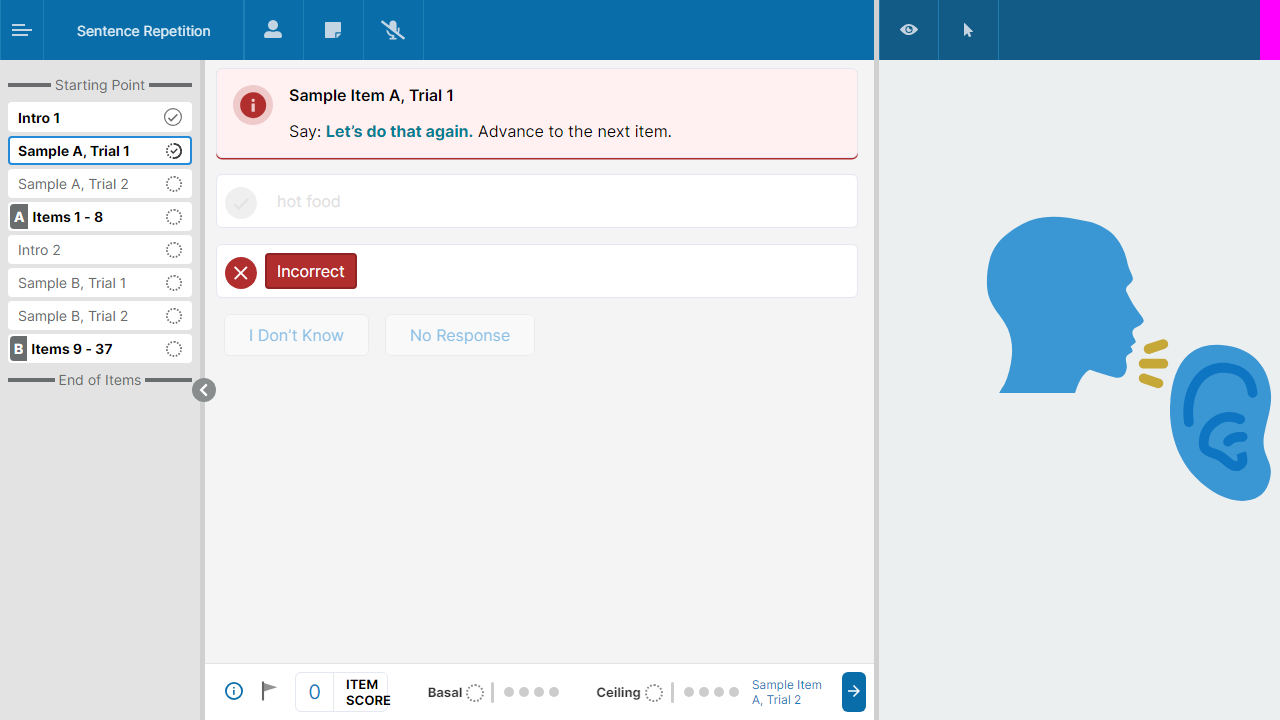 Sentence Repetition
Starting Point
Intro 1
Sample A, Trial 1
Sample A, Trial 2
A Items 1 - 8
Intro 2
Sample B, Trial 1
Sample B, Trial 2
B Items 9 - 37
End of Items
Sample Item A, Trial 1
Say: Let’s do that again. Advance to the next item.
hot food
Incorrect
I Don’t Know
No Response
0
ITEM
SCORE
Basal
Ceiling
Sample Item
A, Trial 2